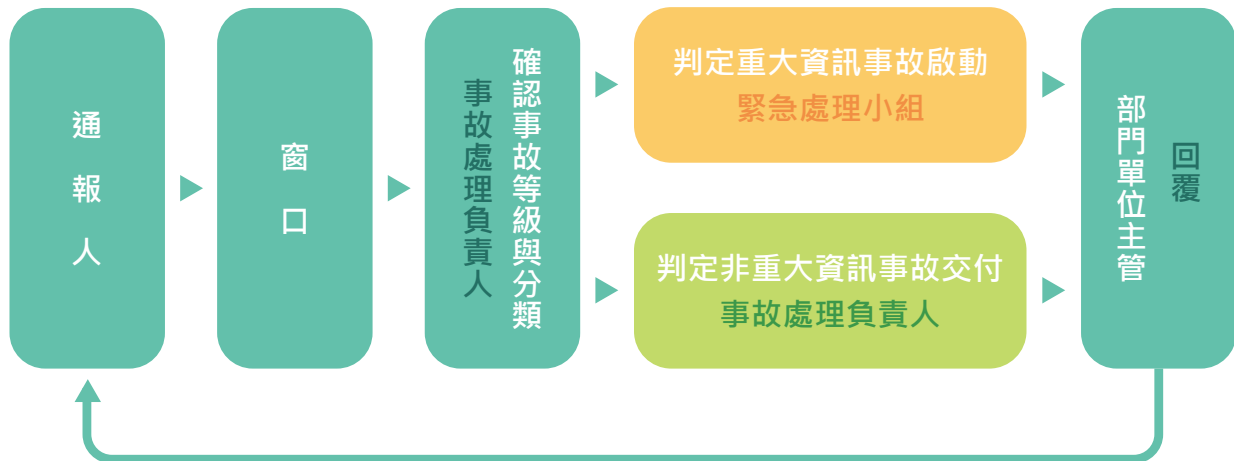 通報人
窗口
確認事故等級與分類
事故處理負責人
判定重大資訊事故啟動
緊急處理小組
判定非重大資訊事故交付
事故處理負責人
回覆
部門單位主管